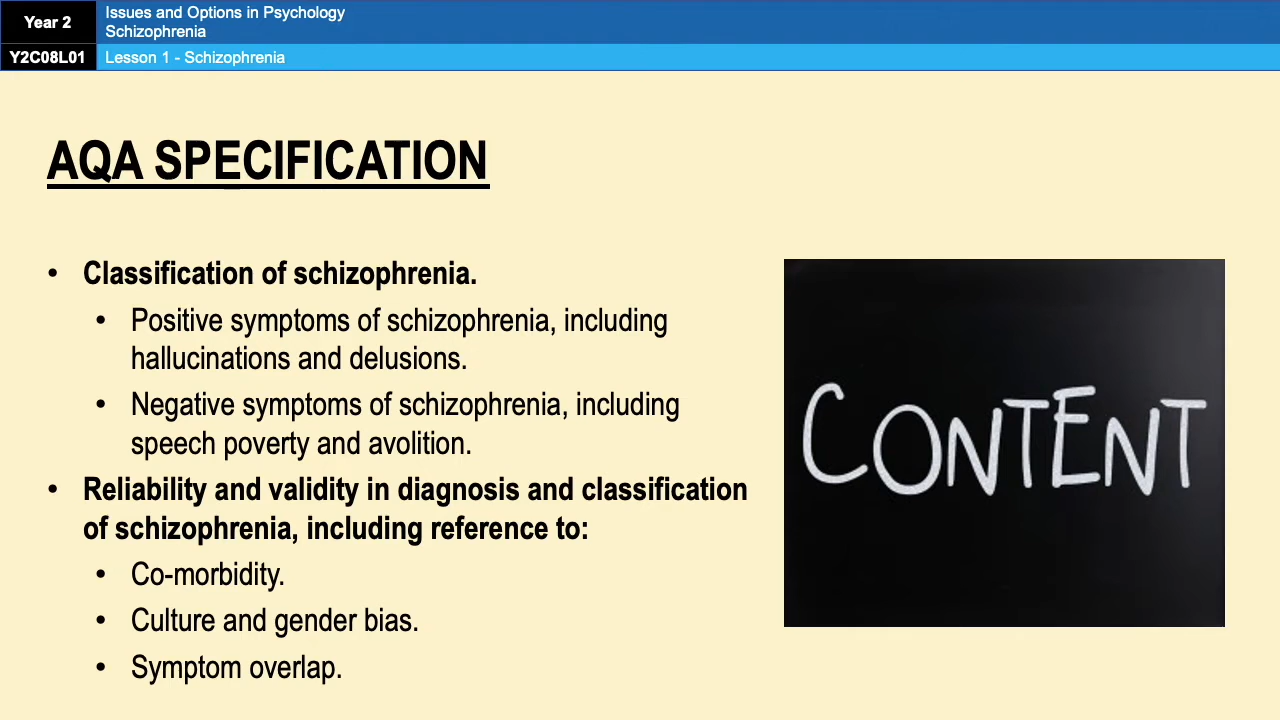 Year 2
Issues and Options in Psychology
Schizophrenia
Y2C08L01
Lesson 1 - Schizophrenia
AQA SPECIFICATION
• Classification of schizophrenia.
• Positive symptoms of schizophrenia, including
hallucinations and delusions.
• Negative symptoms of schizophrenia, including
speech poverty and avolition.
• Reliability and validity in diagnosis and classification
of schizophrenia, including reference to:
• Co-morbidity.
• Culture and gender bias.
• Symptom overlap.
CONTENT